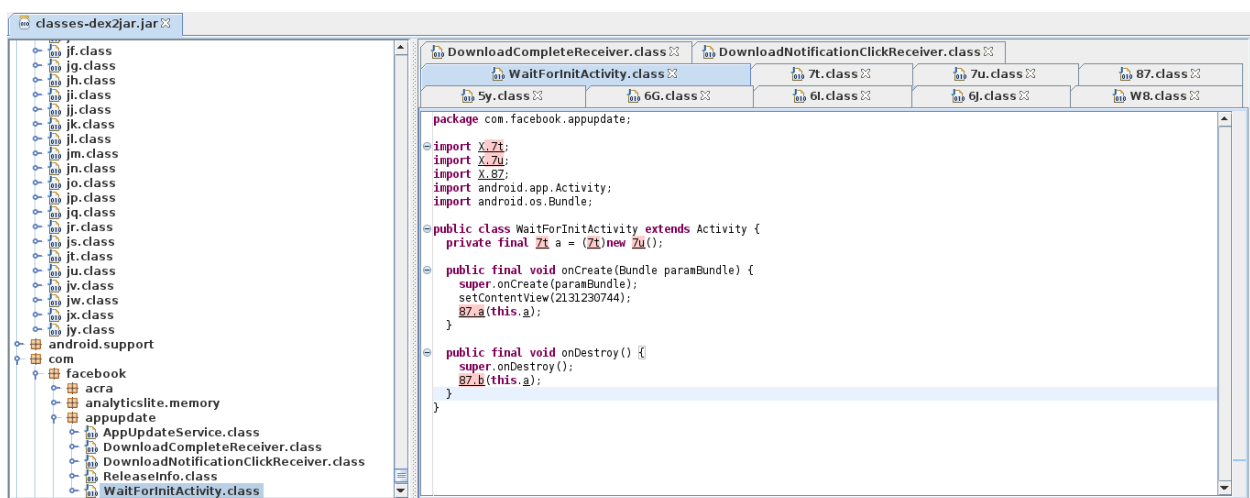 classes-dex2jar.jar
jf.class
jg.class
jh.class
ji.class
jj.class
jk.class
jl.class
jm.class
jn.class
jo.class
jp.class
jq.class
jr.class
js.class
jt.class
ju.class
jv.class
jw.class
jx.class
jy.class
android.support
com
facebook
acra
analyticslite.memory
appupdate
AppUpdateService.class
DownloadCompleteReceiver.class
DownloadNotificationClickReceiver.class
ReleaseInfo.class
WaitForInitActivity.class
DownloadCompleteReceiver.class DownloadNotificationClickReceiver.class
WaitForInitActivity.class 7t.class 7u.class 87.class
5y.class 6G.class 6I.class 6J.class W8.class
package com.facebook.appupdate;
import X.7t;
import X.7u;
import X.87;
import android.app.Activity;
import android.os.Bundle;
public class WaitForInitActivity extends Activity {
private final 7t a = (7t)new 7u();
public final void onCreate(Bundle paramBundle) {
super.onCreate(paramBundle);
setContentView(2131230744);
87.a(this.a);
}
public final void onDestroy() {
super.onDestroy();
87.b(this.a);
}
}